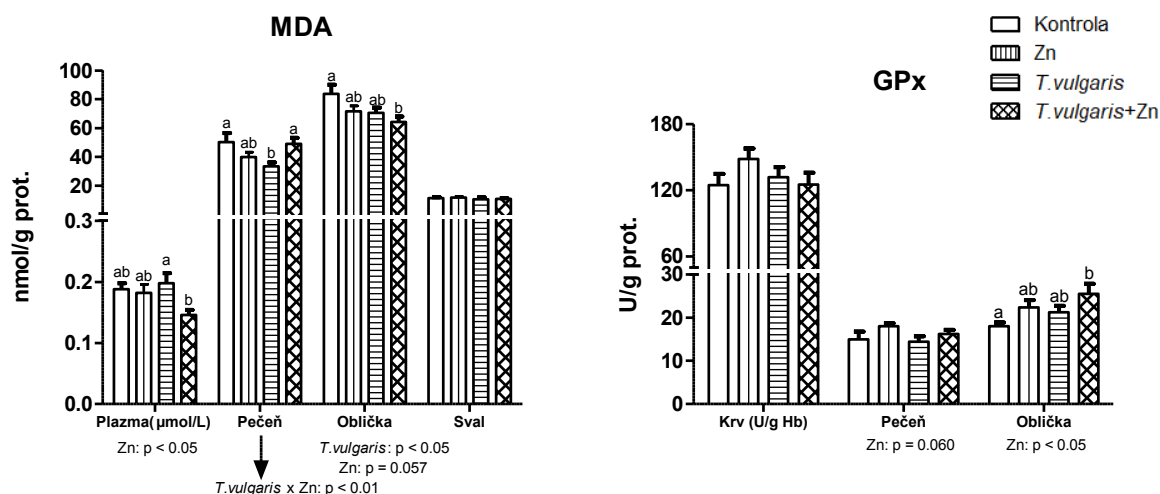 MDA
nmol/g prot.
100
80
60
40
20
0.3
0.2
0.1
0.0
a
ab
b
a
a
ab
ab
b
ab
ab
a
b
Plazma(µmol/L)
Pečeň
Oblička
Sval
Zn: p < 0.05
T.vulgaris: p < 0.05
Zn: p = 0.057
T.vulgaris x Zn: p < 0.01
Kontrola
Zn
T.vulgaris
T.vulgaris+Zn
GPx
U/g prot.
180
120
60
30
20
10
0
a
ab
ab
b
Krv (U/g Hb)
Pečeň
Oblička
Zn: p = 0.060
Zn: p < 0.05